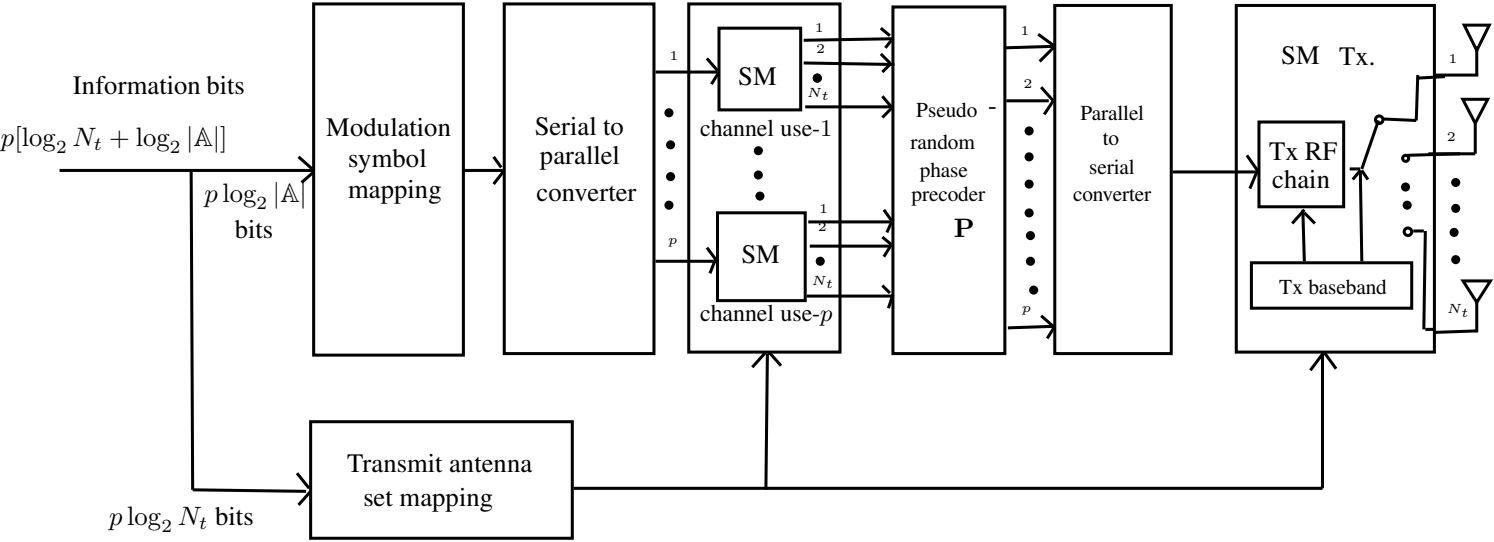 Information bits
p[log₂ Nₜ + log₂ |𝔸|]
p log₂ |𝔸|
bits
p log₂ Nₜ bits
Modulation
symbol
mapping
Serial to
parallel
converter
1
p
SM
1
2
Nₜ
channel use-1
SM
1
2
Nₜ
channel use-p
Pseudo -
random
phase
precoder
P
1
2
p
Parallel
to
serial
converter
SM Tx.
Tx RF
chain
Tx baseband
1
2
Nₜ
Transmit antenna
set mapping